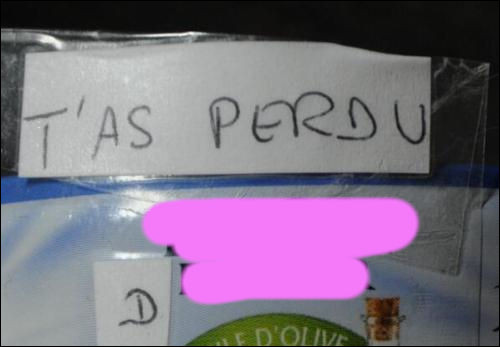 T'AS PERDU
D
ILE D'OLIVE